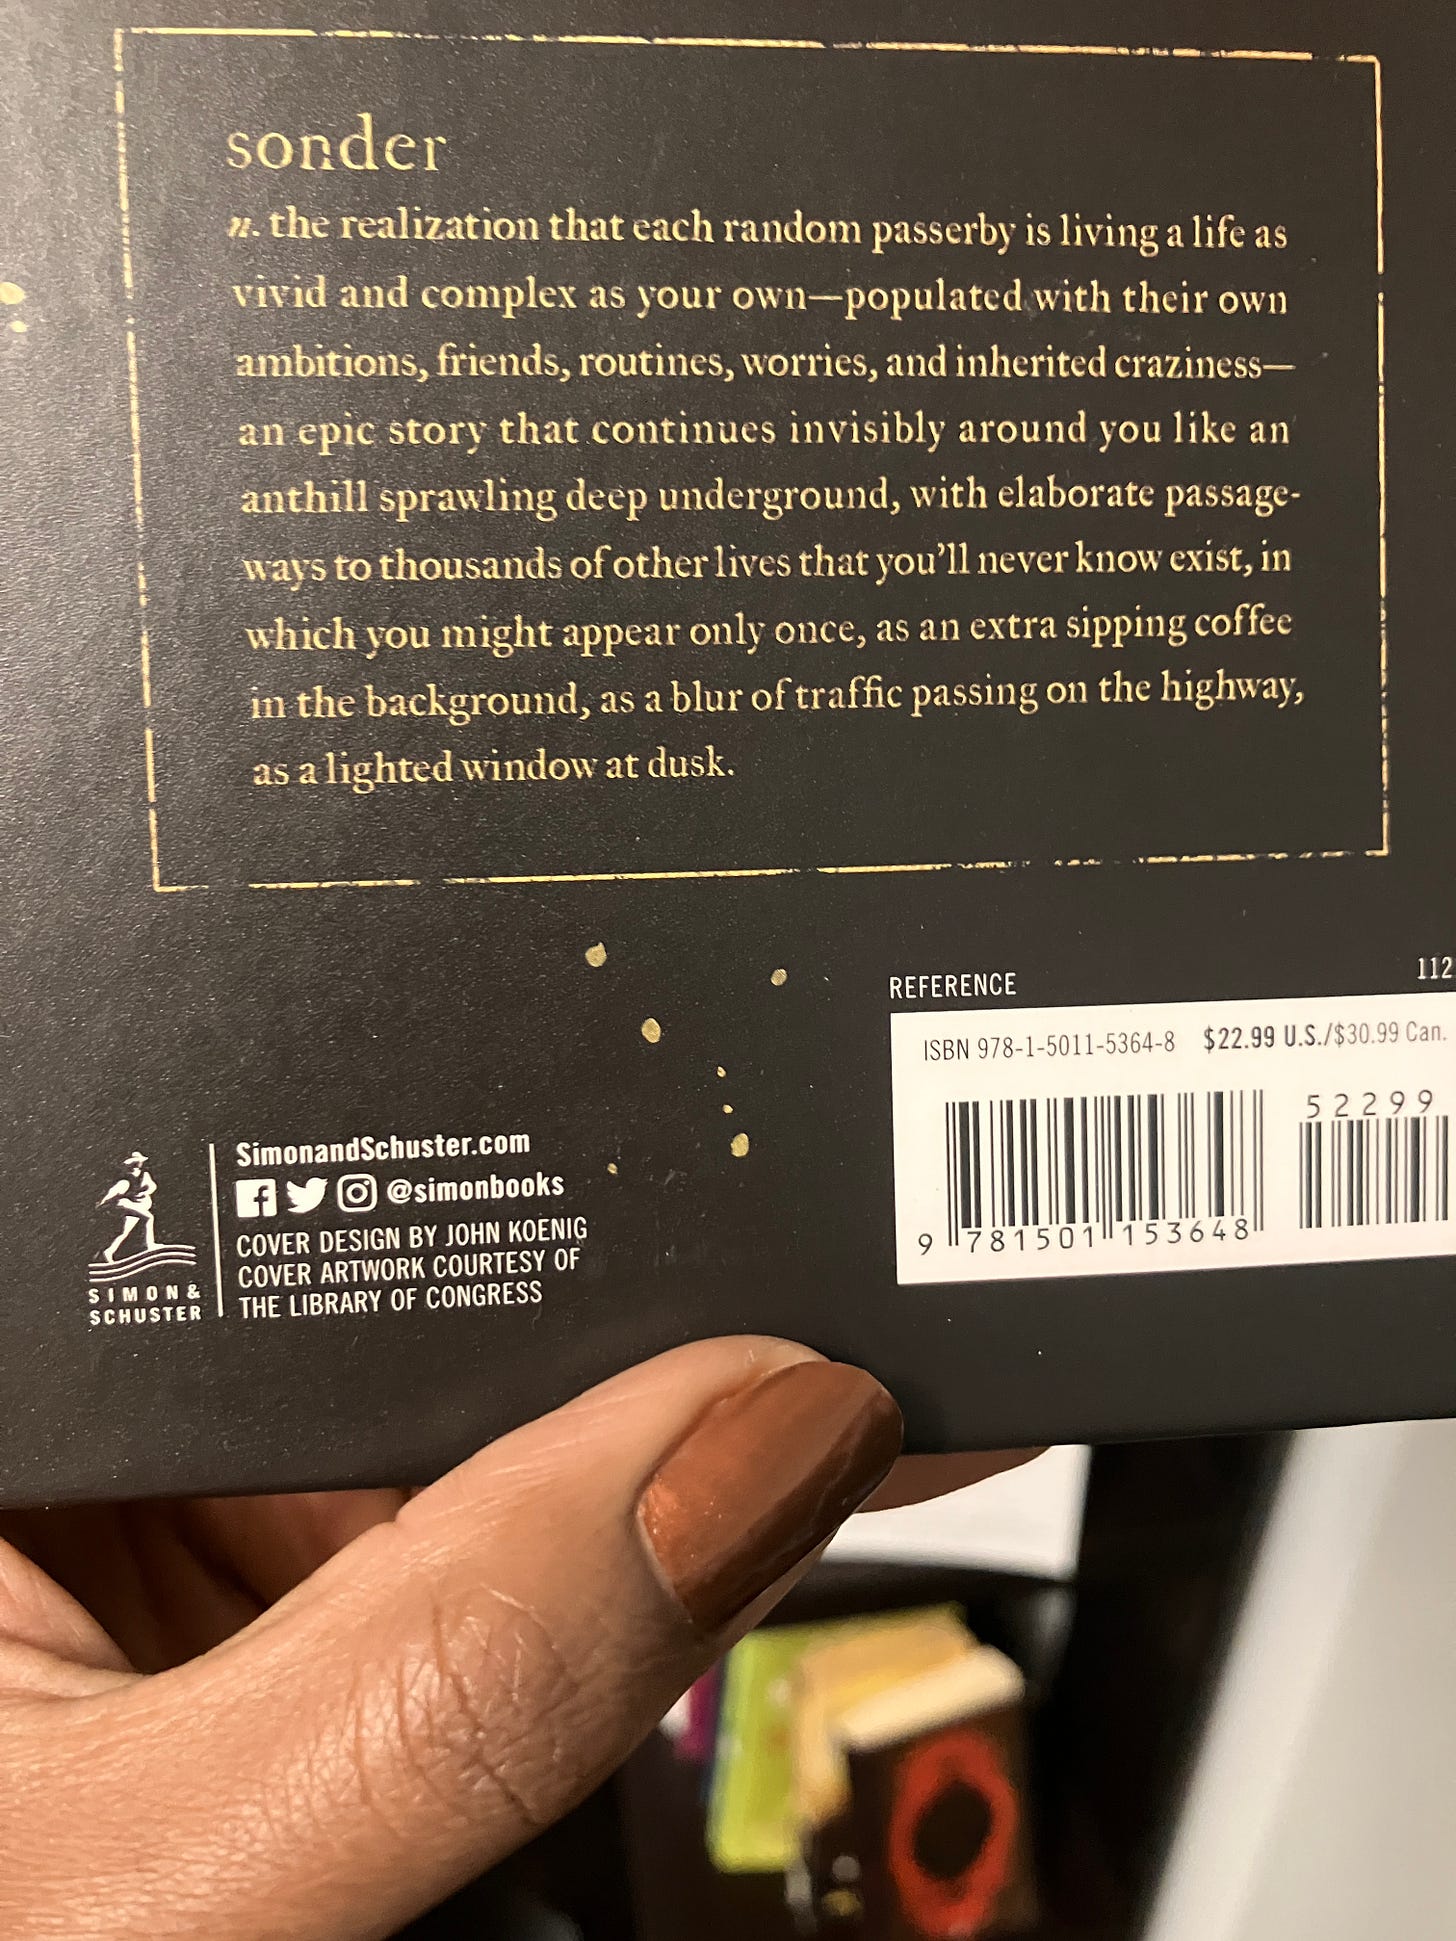 sonder
n. the realization that each random passerby is living a life as
vivid and complex as your own—populated with their own
ambitions, friends, routines, worries, and inherited craziness—
an epic story that continues invisibly around you like an
anthill sprawling deep underground, with elaborate passage-
ways to thousands of other lives that you'll never know exist, in
which you might appear only once, as an extra sipping coffee
in the background, as a blur of traffic passing on the highway,
as a lighted window at dusk.
REFERENCE
112
ISBN 978-1-5011-5364-8 $22.99 U.S./$30.99 Can.
52299
9 781501 153648
SimonandSchuster.com
@simonbooks
COVER DESIGN BY JOHN KOENIG
COVER ARTWORK COURTESY OF
THE LIBRARY OF CONGRESS
SIMON &
SCHUSTER